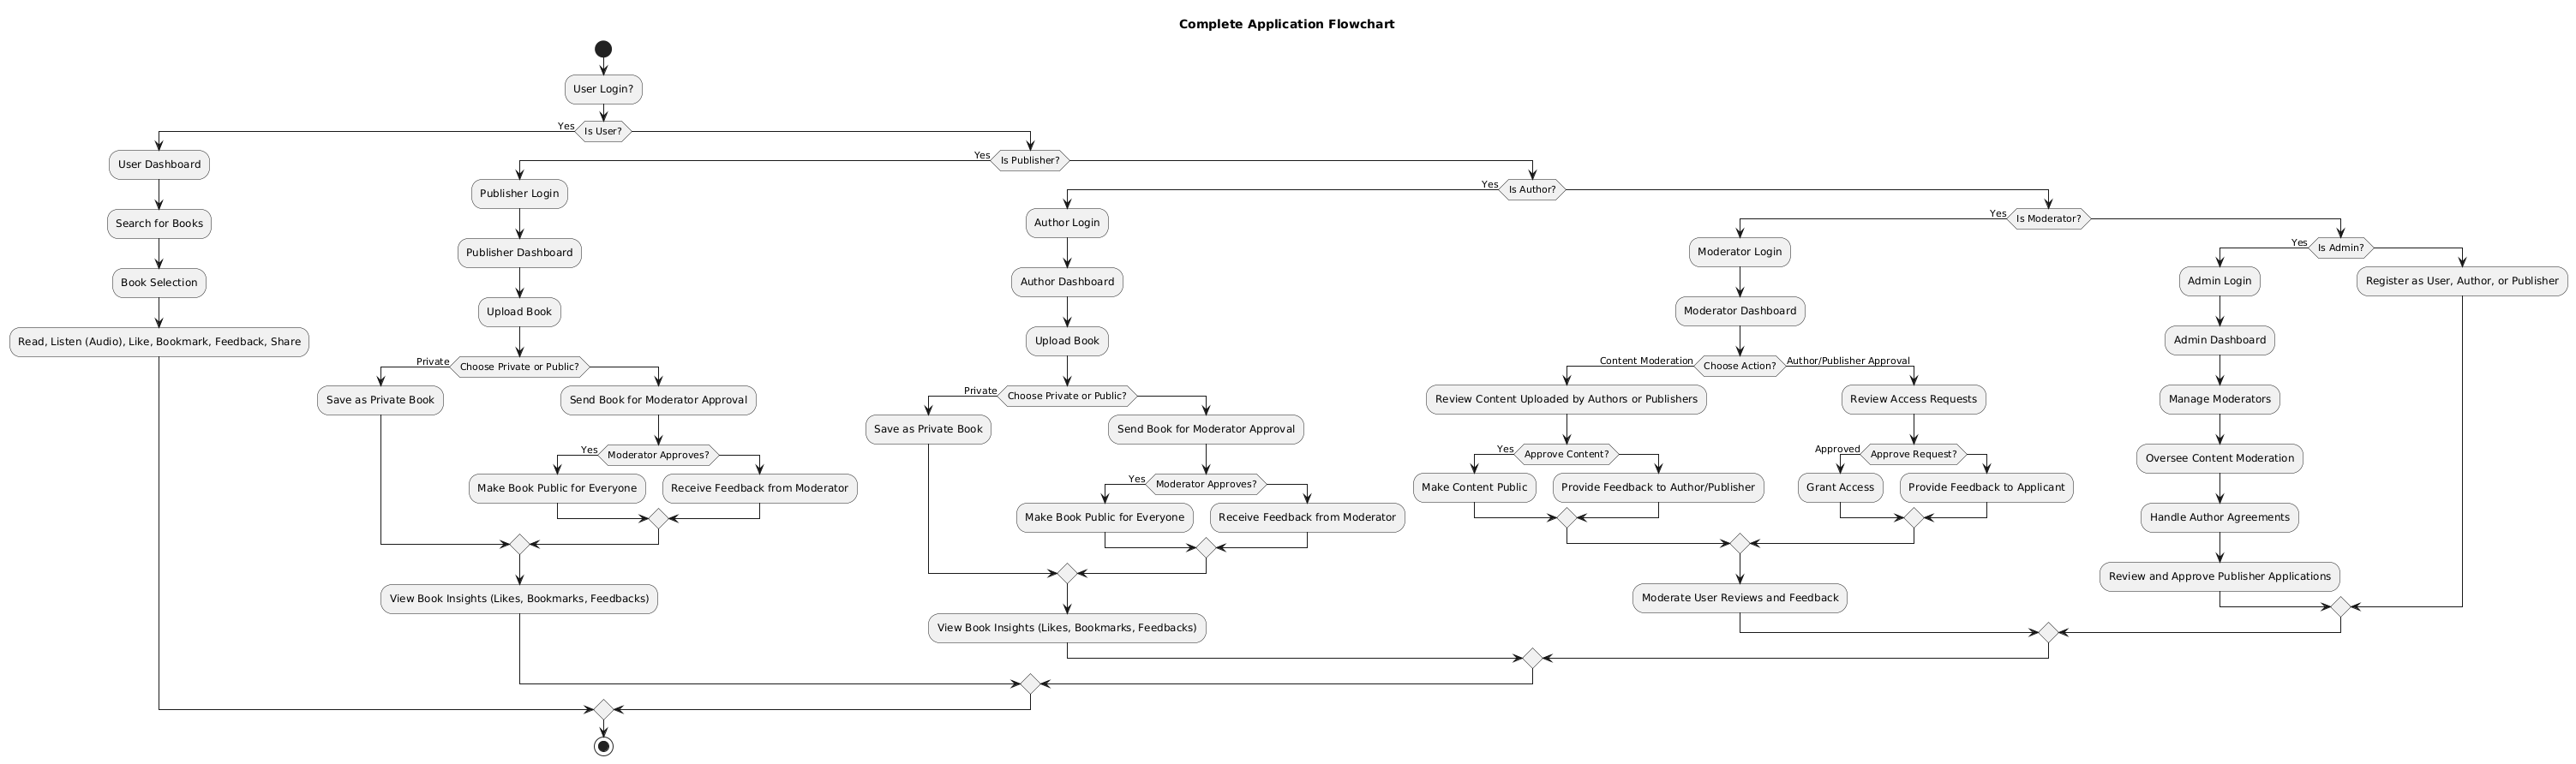 Complete Application Flowchart
User Login?
Yes
Is User?
User Dashboard
Search for Books
Book Selection
Read, Listen (Audio), Like, Bookmark, Feedback, Share
Yes
Is Publisher?
Publisher Login
Publisher Dashboard
Upload Book
Private
Choose Private or Public?
Save as Private Book
Send Book for Moderator Approval
Yes
Moderator Approves?
Make Book Public for Everyone
Receive Feedback from Moderator
View Book Insights (Likes, Bookmarks, Feedbacks)
Yes
Is Author?
Author Login
Author Dashboard
Upload Book
Private
Choose Private or Public?
Save as Private Book
Send Book for Moderator Approval
Yes
Moderator Approves?
Make Book Public for Everyone
Receive Feedback from Moderator
View Book Insights (Likes, Bookmarks, Feedbacks)
Yes
Is Moderator?
Moderator Login
Moderator Dashboard
Content Moderation
Choose Action?
Author/Publisher Approval
Review Content Uploaded by Authors or Publishers
Yes
Approve Content?
Make Content Public
Provide Feedback to Author/Publisher
Review Access Requests
Approved
Approve Request?
Grant Access
Provide Feedback to Applicant
Moderate User Reviews and Feedback
Yes
Is Admin?
Admin Login
Admin Dashboard
Manage Moderators
Oversee Content Moderation
Handle Author Agreements
Review and Approve Publisher Applications
Register as User, Author, or Publisher